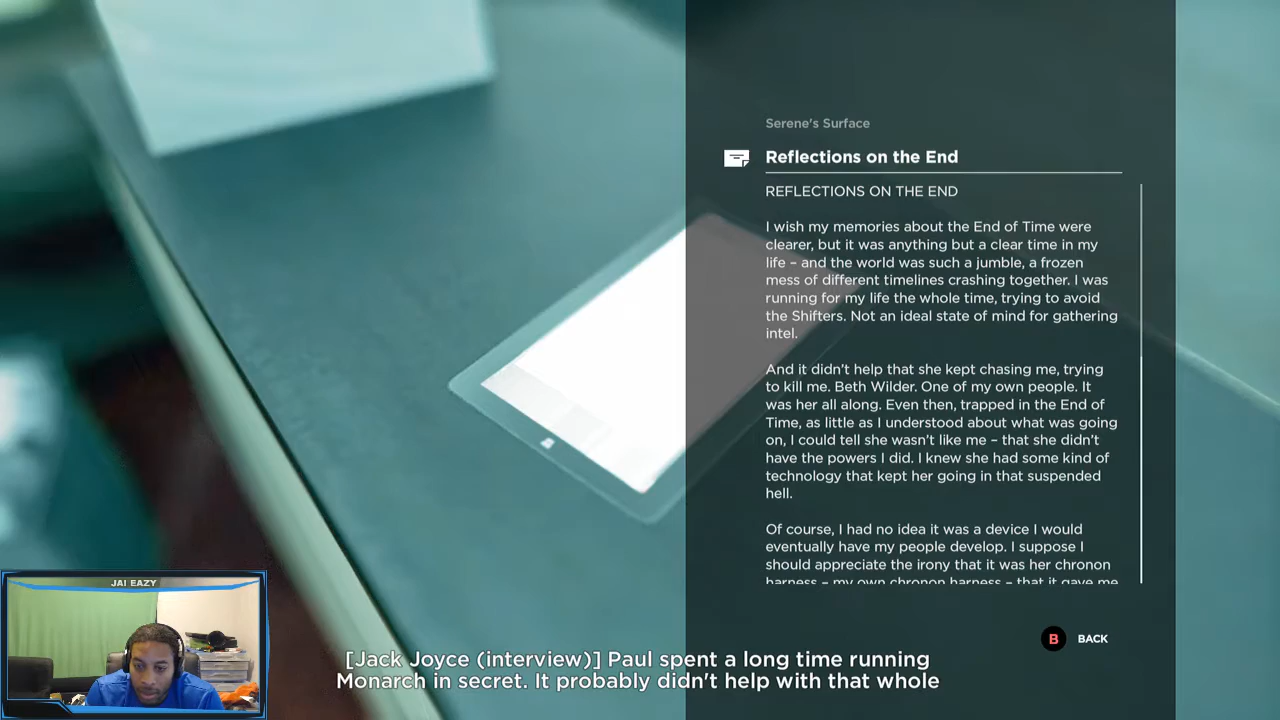 Serene's Surface
Reflections on the End
REFLECTIONS ON THE END
I wish my memories about the End of Time were
clearer, but it was anything but a clear time in my
life – and the world was such a jumble, a frozen
mess of different timelines crashing together. I was
running for my life the whole time, trying to avoid
the Shifters. Not an ideal state of mind for gathering
intel.
And it didn't help that she kept chasing me, trying
to kill me. Beth Wilder. One of my own people. It
was her all along. Even then, trapped in the End of
Time, as little as I understood about what was going
on, I could tell she wasn't like me – that she didn't
have the powers I did. I knew she had some kind of
technology that kept her going in that suspended
hell.
Of course, I had no idea it was a device I would
eventually have my people develop. I suppose I
should appreciate the irony that it was her chronon
harness – my own chronon harness – that it gave me
B BACK
JAI EAZY
[Jack Joyce (interview)] Paul spent a long time running
Monarch in secret. It probably didn't help with that whole